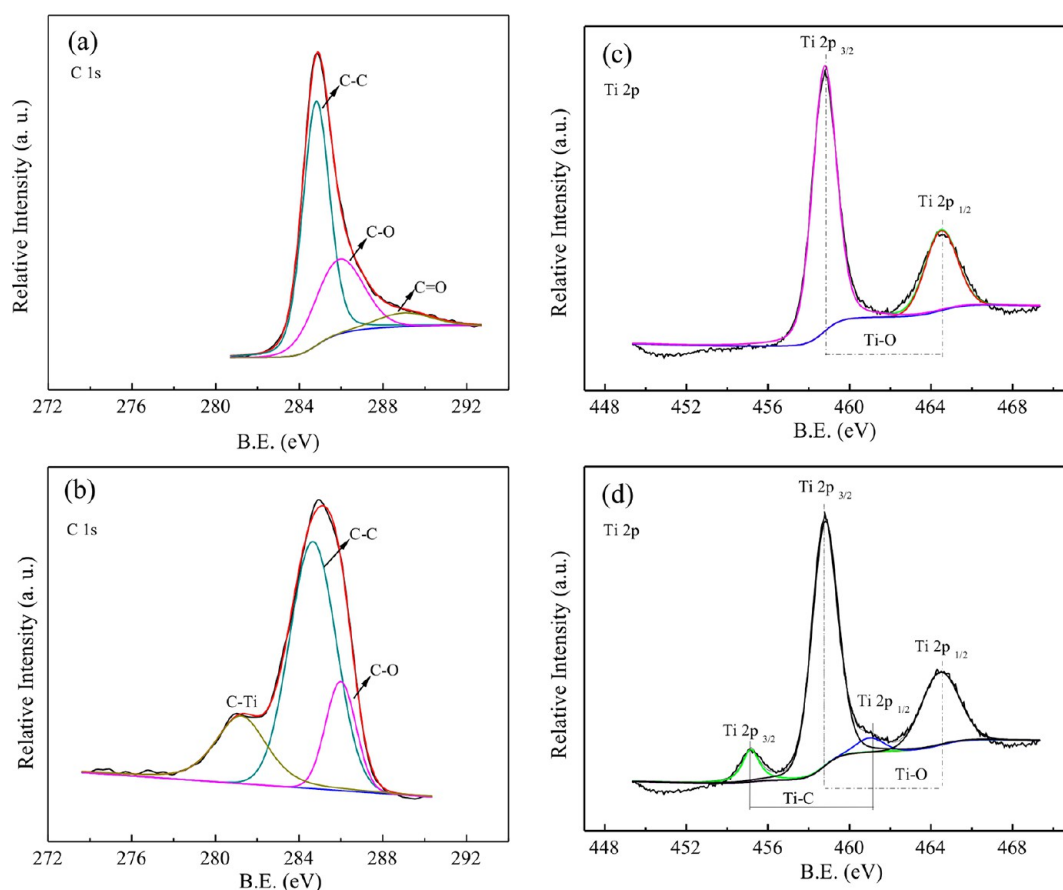 (a)
C 1s
C-C
C-O
C=O
Relative Intensity (a. u.)
272 276 280 284 288 292
B.E. (eV)
(c)
Ti 2p
Ti 2p 3/2
Ti 2p 1/2
Ti-O
Relative Intensity (a.u.)
448 452 456 460 464 468
B.E. (eV)
(b)
C 1s
C-C
C-O
C-Ti
Relative Intensity (a. u.)
272 276 280 284 288 292
B.E. (eV)
(d)
Ti 2p
Ti 2p 3/2
Ti 2p 1/2
Ti 2p 1/2
Ti 2p 3/2
Ti-O
Ti-C
Relative Intensity (a.u.)
448 452 456 460 464 468
B.E. (eV)